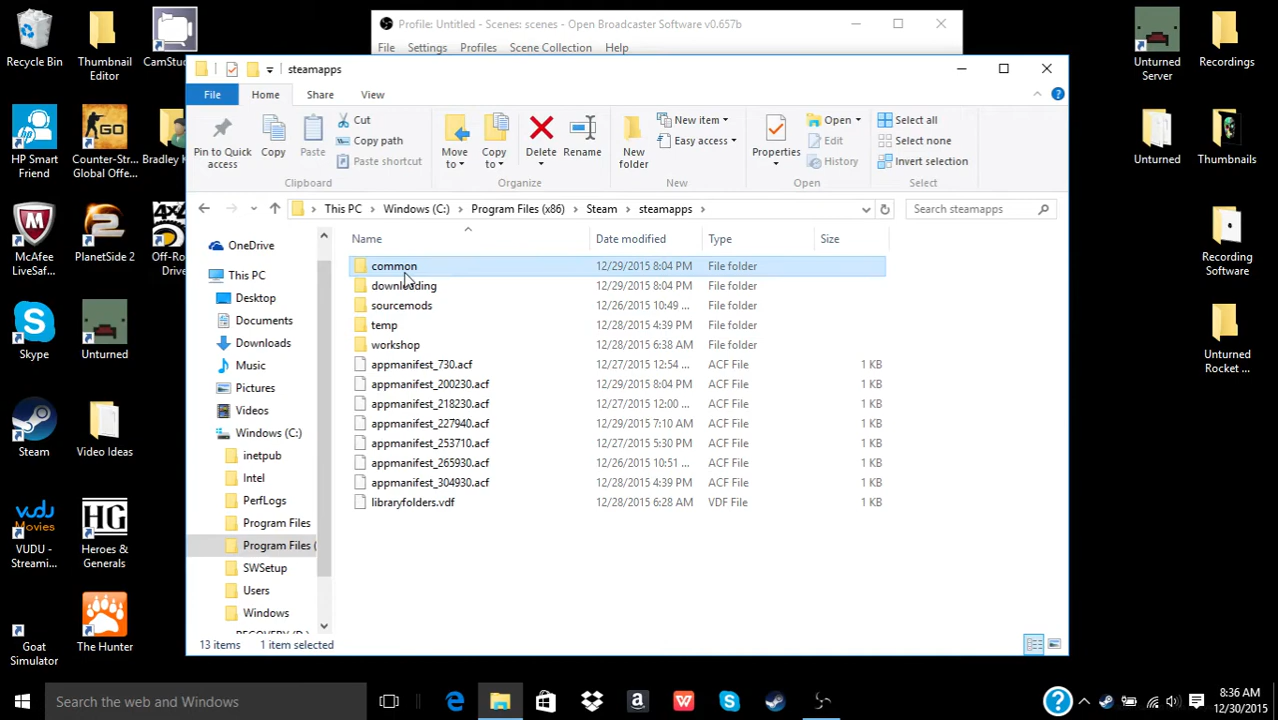 Profile: Untitled - Scenes: scenes - Open Broadcaster Software v0.657b
File Settings Profiles Scene Collection Help
steamapps
File Home Share View
Pin to Quick access
Copy
Paste
Cut
Copy path
Paste shortcut
Move to
Copy to
Delete
Rename
New folder
New item
Easy access
Properties
Open
Edit
History
Select all
Select none
Invert selection
Clipboard Organize New Open Select
This PC Windows (C:) Program Files (x86) Steam steamapps
Search steamapps
Name Date modified Type Size
common 12/29/2015 8:04 PM File folder
downloading 12/29/2015 8:04 PM File folder
sourcemods 12/26/2015 10:49 ... File folder
temp 12/28/2015 4:39 PM File folder
workshop 12/28/2015 6:38 AM File folder
appmanifest_730.acf 12/27/2015 12:54 ... ACF File 1 KB
appmanifest_200230.acf 12/29/2015 8:04 PM ACF File 1 KB
appmanifest_218230.acf 12/27/2015 12:00 ... ACF File 1 KB
appmanifest_227940.acf 12/29/2015 7:10 AM ACF File 1 KB
appmanifest_253710.acf 12/27/2015 5:30 PM ACF File 1 KB
appmanifest_265930.acf 12/26/2015 10:51 ... ACF File 1 KB
appmanifest_304930.acf 12/28/2015 4:39 PM ACF File 1 KB
libraryfolders.vdf 12/28/2015 6:28 AM VDF File 1 KB
OneDrive
This PC
Desktop
Documents
Downloads
Music
Pictures
Videos
Windows (C:)
inetpub
Intel
PerfLogs
Program Files
Program Files (
SWSetup
Users
Windows
RECOVERY (D:)
13 items 1 item selected
Recycle Bin
Thumbnail Editor
CamStud
HP Smart Friend
Counter-Str... Global Offe...
Bradley K
McAfee LiveSaf...
PlanetSide 2
Off-Ro
Drive
Skype
Unturned
Steam
Video Ideas
VUDU Movies
VUDU - Streami...
HG
Heroes & Generals
Goat Simulator
The Hunter
Unturned Server
Recordings
Unturned
Thumbnails
Recording Software
Unturned Rocket ...
Search the web and Windows
8:36 AM
12/30/2015